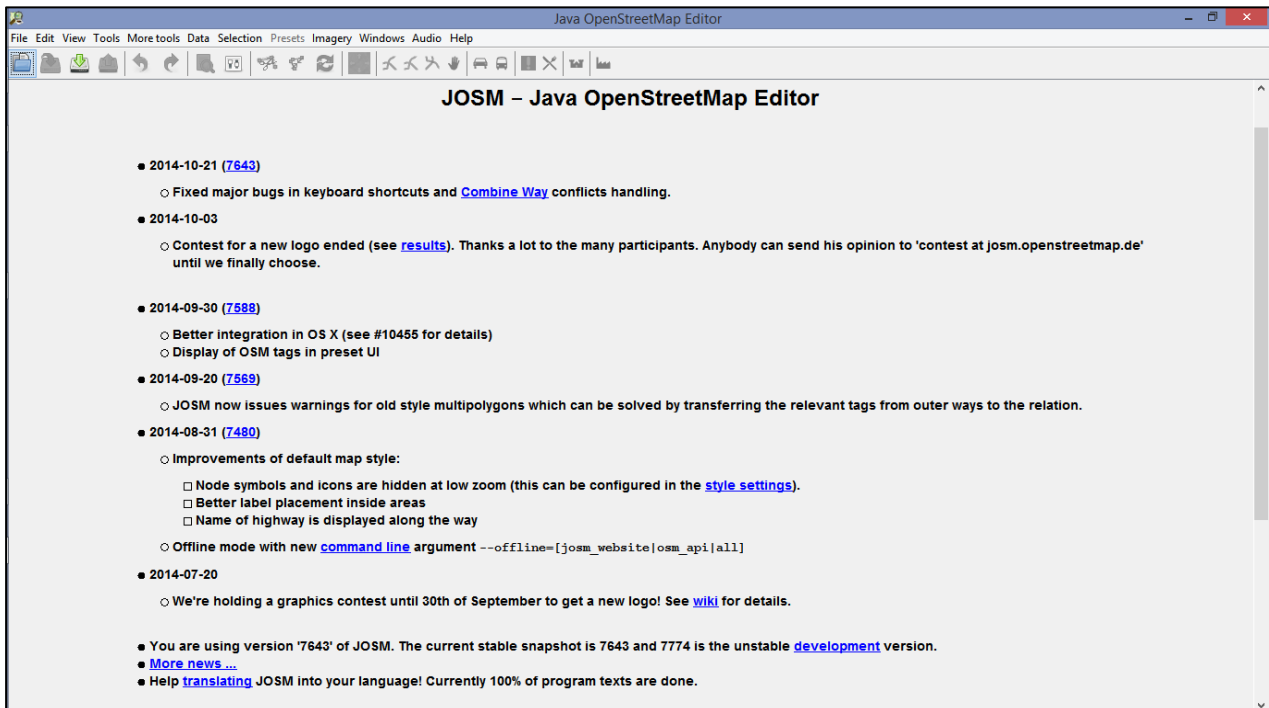 Java OpenStreetMap Editor
File Edit View Tools More tools Data Selection Presets Imagery Windows Audio Help
JOSM – Java OpenStreetMap Editor
2014-10-21 (7643)
Fixed major bugs in keyboard shortcuts and Combine Way conflicts handling.
2014-10-03
Contest for a new logo ended (see results). Thanks a lot to the many participants. Anybody can send his opinion to 'contest at josm.openstreetmap.de'
until we finally choose.
2014-09-30 (7588)
Better integration in OS X (see #10455 for details)
Display of OSM tags in preset UI
2014-09-20 (7569)
JOSM now issues warnings for old style multipolygons which can be solved by transferring the relevant tags from outer ways to the relation.
2014-08-31 (7480)
Improvements of default map style:
Node symbols and icons are hidden at low zoom (this can be configured in the style settings).
Better label placement inside areas
Name of highway is displayed along the way
Offline mode with new command line argument --offline=[josm_website|osm_api|all]
2014-07-20
We're holding a graphics contest until 30th of September to get a new logo! See wiki for details.
You are using version '7643' of JOSM. The current stable snapshot is 7643 and 7774 is the unstable development version.
More news ...
Help translating JOSM into your language! Currently 100% of program texts are done.